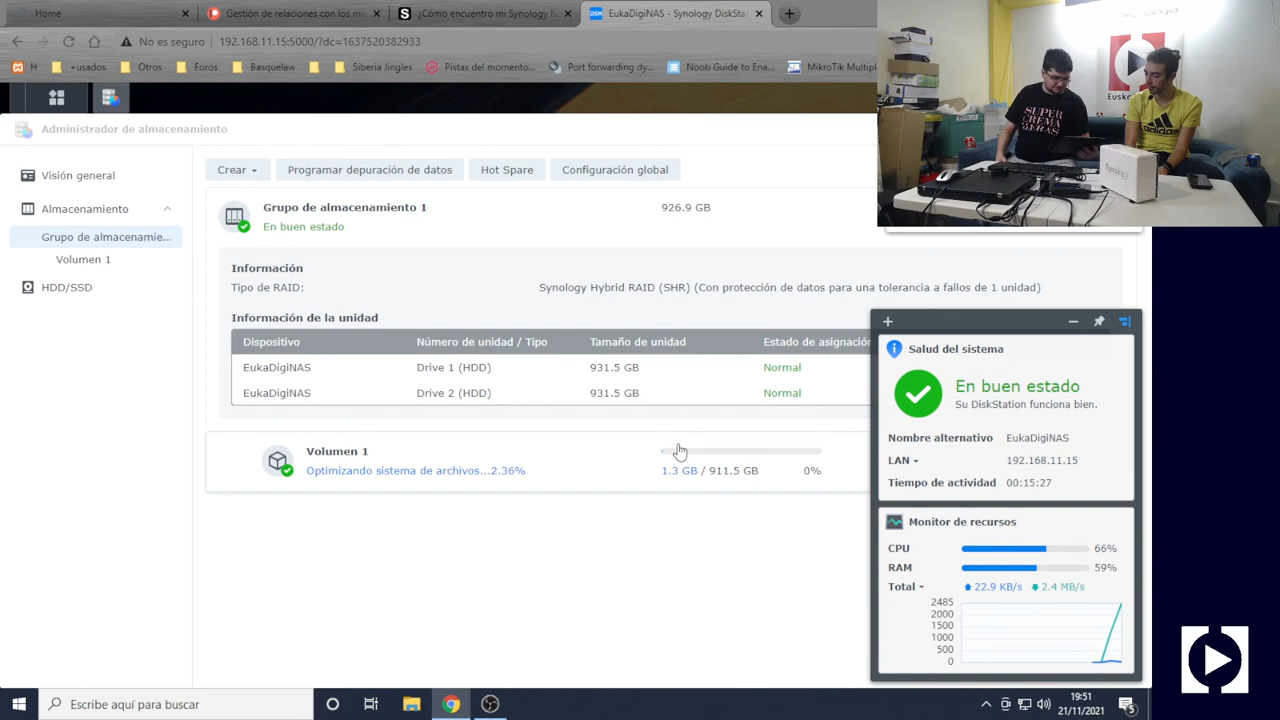 Home
Gestión de relaciones con los me
¿Cómo encuentro mi Synology N
EukaDigiNAS - Synology DiskSta
No es seguro
192.168.11.15:5000/?dc=1637520382933
H
+usados
Otros
Foros
Basquelaw
Siberia Jingles
Pistas del momento...
Port forwarding dy...
Noob Guide to Ena...
MikroTik Multipl
Administrador de almacenamiento
Visión general
Almacenamiento
Grupo de almacenamie...
Volumen 1
HDD/SSD
Crear
Programar depuración de datos
Hot Spare
Configuración global
Grupo de almacenamiento 1
926.9 GB
En buen estado
Información
Tipo de RAID:
Synology Hybrid RAID (SHR) (Con protección de datos para una tolerancia a fallos de 1 unidad)
Información de la unidad
Dispositivo
Número de unidad / Tipo
Tamaño de unidad
Estado de asignación
EukaDigiNAS
Drive 1 (HDD)
931.5 GB
Normal
EukaDigiNAS
Drive 2 (HDD)
931.5 GB
Normal
Volumen 1
Optimizando sistema de archivos...2.36%
1.3 GB / 911.5 GB
0%
Salud del sistema
En buen estado
Su DiskStation funciona bien.
Nombre alternativo
EukaDigiNAS
LAN
192.168.11.15
Tiempo de actividad
00:15:27
Monitor de recursos
CPU
66%
RAM
59%
Total
22.9 KB/s
2.4 MB/s
2485
2000
1500
1000
500
0
SUPER
CREMA
GERAS
adidas
Synology
Escribe aquí para buscar
19:51
21/11/2021
5